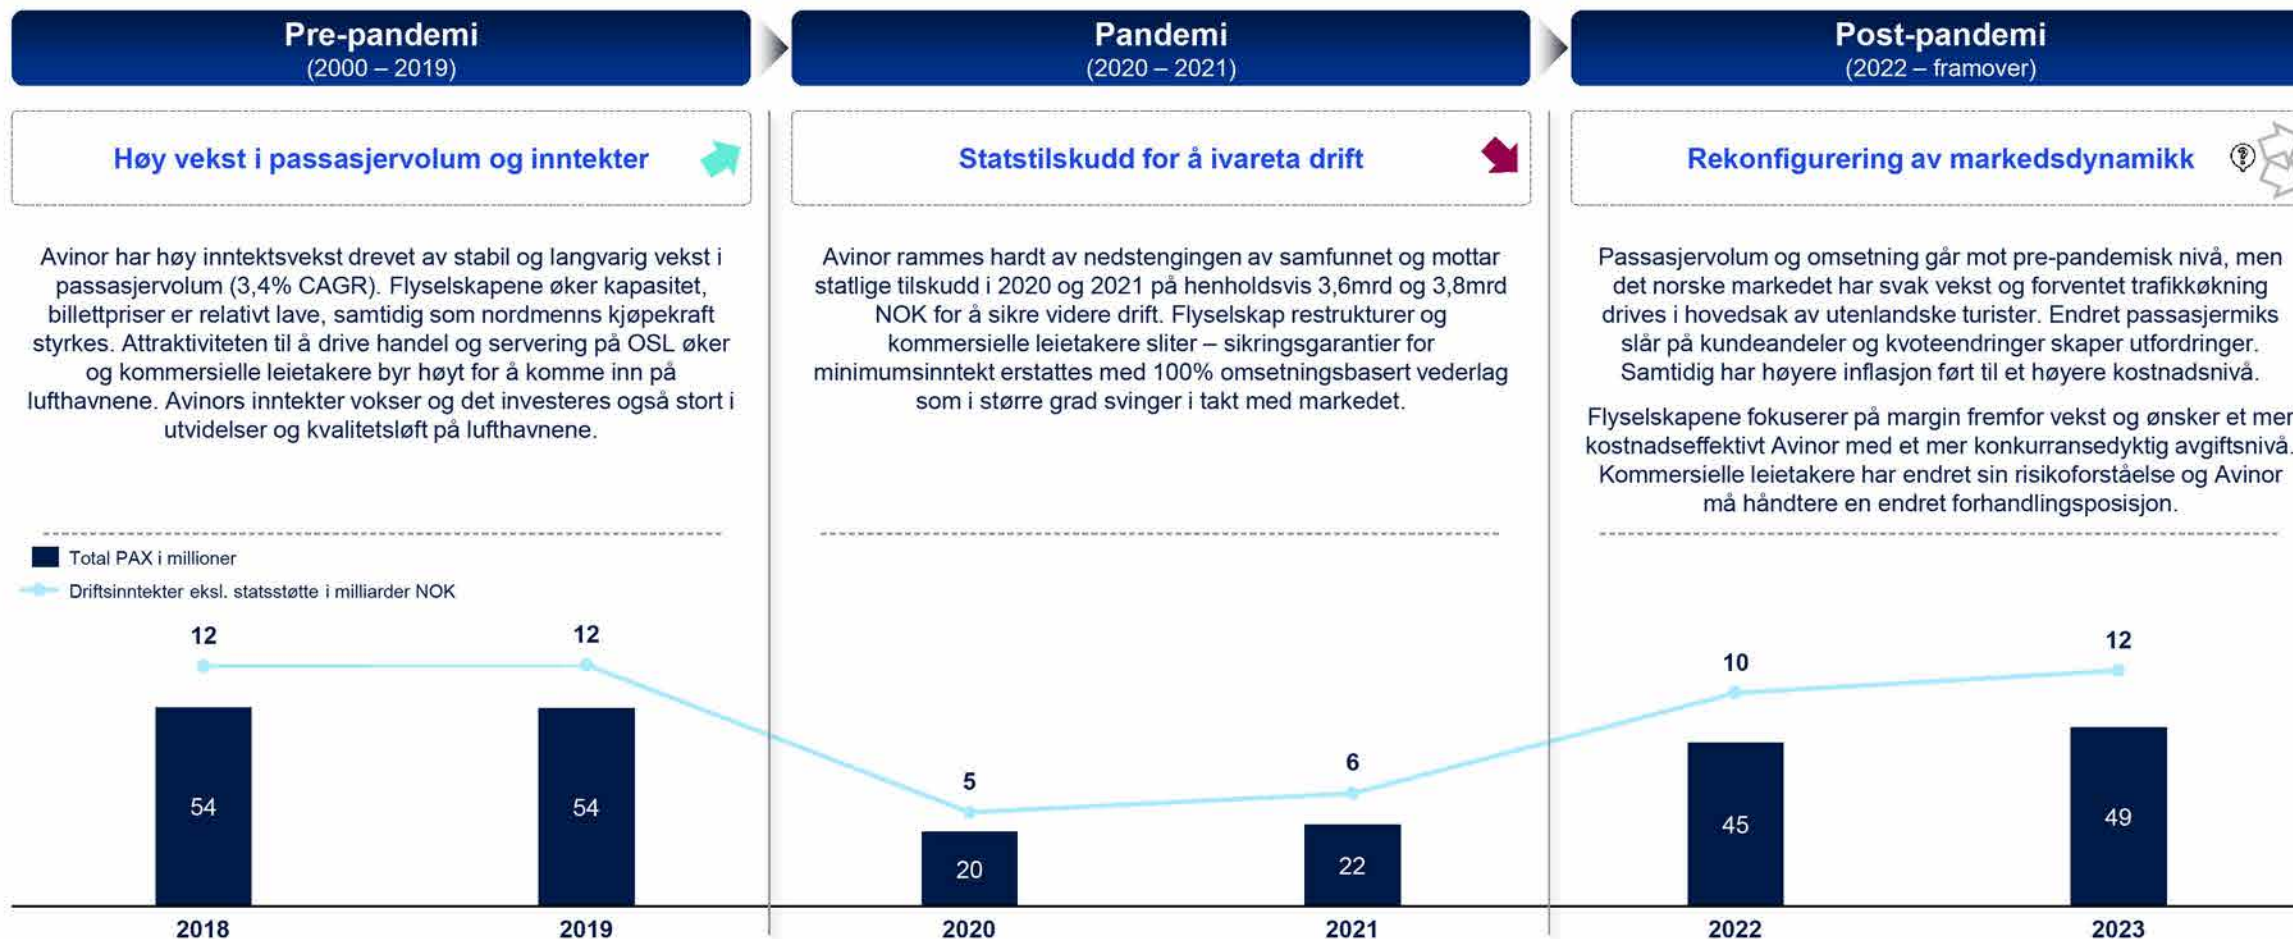 Pre-pandemi
(2000 – 2019)
Høy vekst i passasjervolum og inntekter
Avinor har høy inntektsvekst drevet av stabil og langvarig vekst i
passasjervolum (3,4% CAGR). Flyselskapene øker kapasitet,
billettpriser er relativt lave, samtidig som nordmenns kjøpekraft
styrkes. Attraktiviteten til å drive handel og servering på OSL øker
og kommersielle leietakere byr høyt for å komme inn på
lufthavnene. Avinors inntekter vokser og det investeres også stort i
utvidelser og kvalitetsløft på lufthavnene.
Pandemi
(2020 – 2021)
Statstilskudd for å ivareta drift
Avinor rammes hardt av nedstengingen av samfunnet og mottar
statlige tilskudd i 2020 og 2021 på henholdsvis 3,6mrd og 3,8mrd
NOK for å sikre videre drift. Flyselskap restrukturer og
kommersielle leietakere sliter – sikringsgarantier for
minimumsinntekt erstattes med 100% omsetningsbasert vederlag
som i større grad svinger i takt med markedet.
Post-pandemi
(2022 – framover)
Rekonfigurering av markedsdynamikk
?
Passasjervolum og omsetning går mot pre-pandemisk nivå, men
det norske markedet har svak vekst og forventet trafikkøkning
drives i hovedsak av utenlandske turister. Endret passasjermiks
slår på kundeandeler og kvoteendringer skaper utfordringer.
Samtidig har høyere inflasjon ført til et høyere kostnadsnivå.
Flyselskapene fokuserer på margin fremfor vekst og ønsker et mer
kostnadseffektivt Avinor med et mer konkurransedyktig avgiftsnivå.
Kommersielle leietakere har endret sin risikoforståelse og Avinor
må håndtere en endret forhandlingsposisjon.
Total PAX i millioner
Driftsinntekter eksl. statsstøtte i milliarder NOK
12
12
5
6
10
12
54
54
20
22
45
49
2018
2019
2020
2021
2022
2023